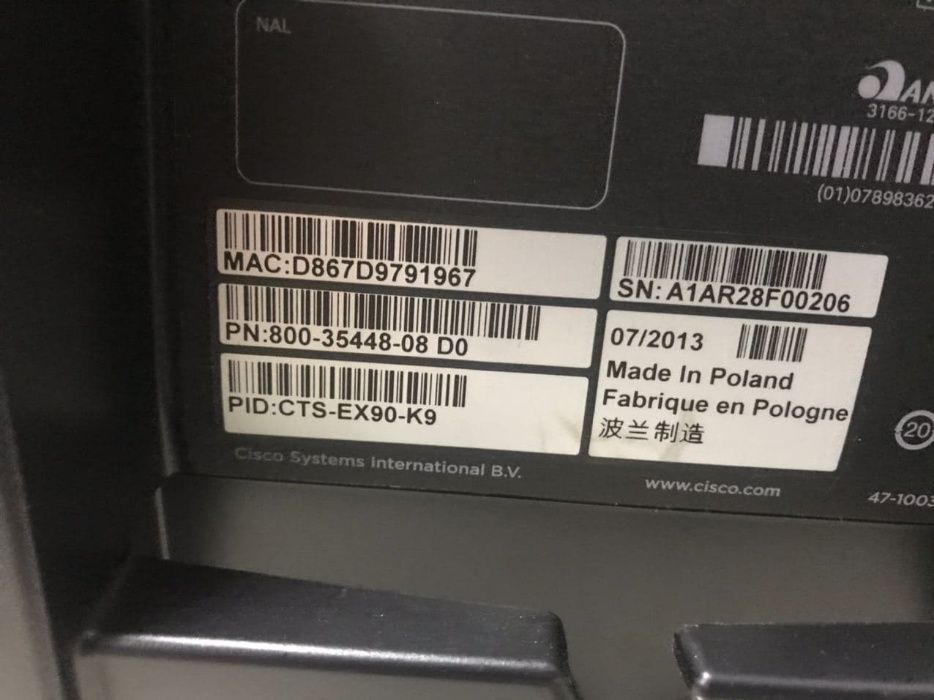 NAL
3166-12
(01)07898362
MAC:D867D9791967
SN: A1AR28F00206
PN:800-35448-08 D0
07/2013
Made In Poland
Fabrique en Pologne
波兰制造
PID:CTS-EX90-K9
20
Cisco Systems International B.V.
www.cisco.com
47-1003